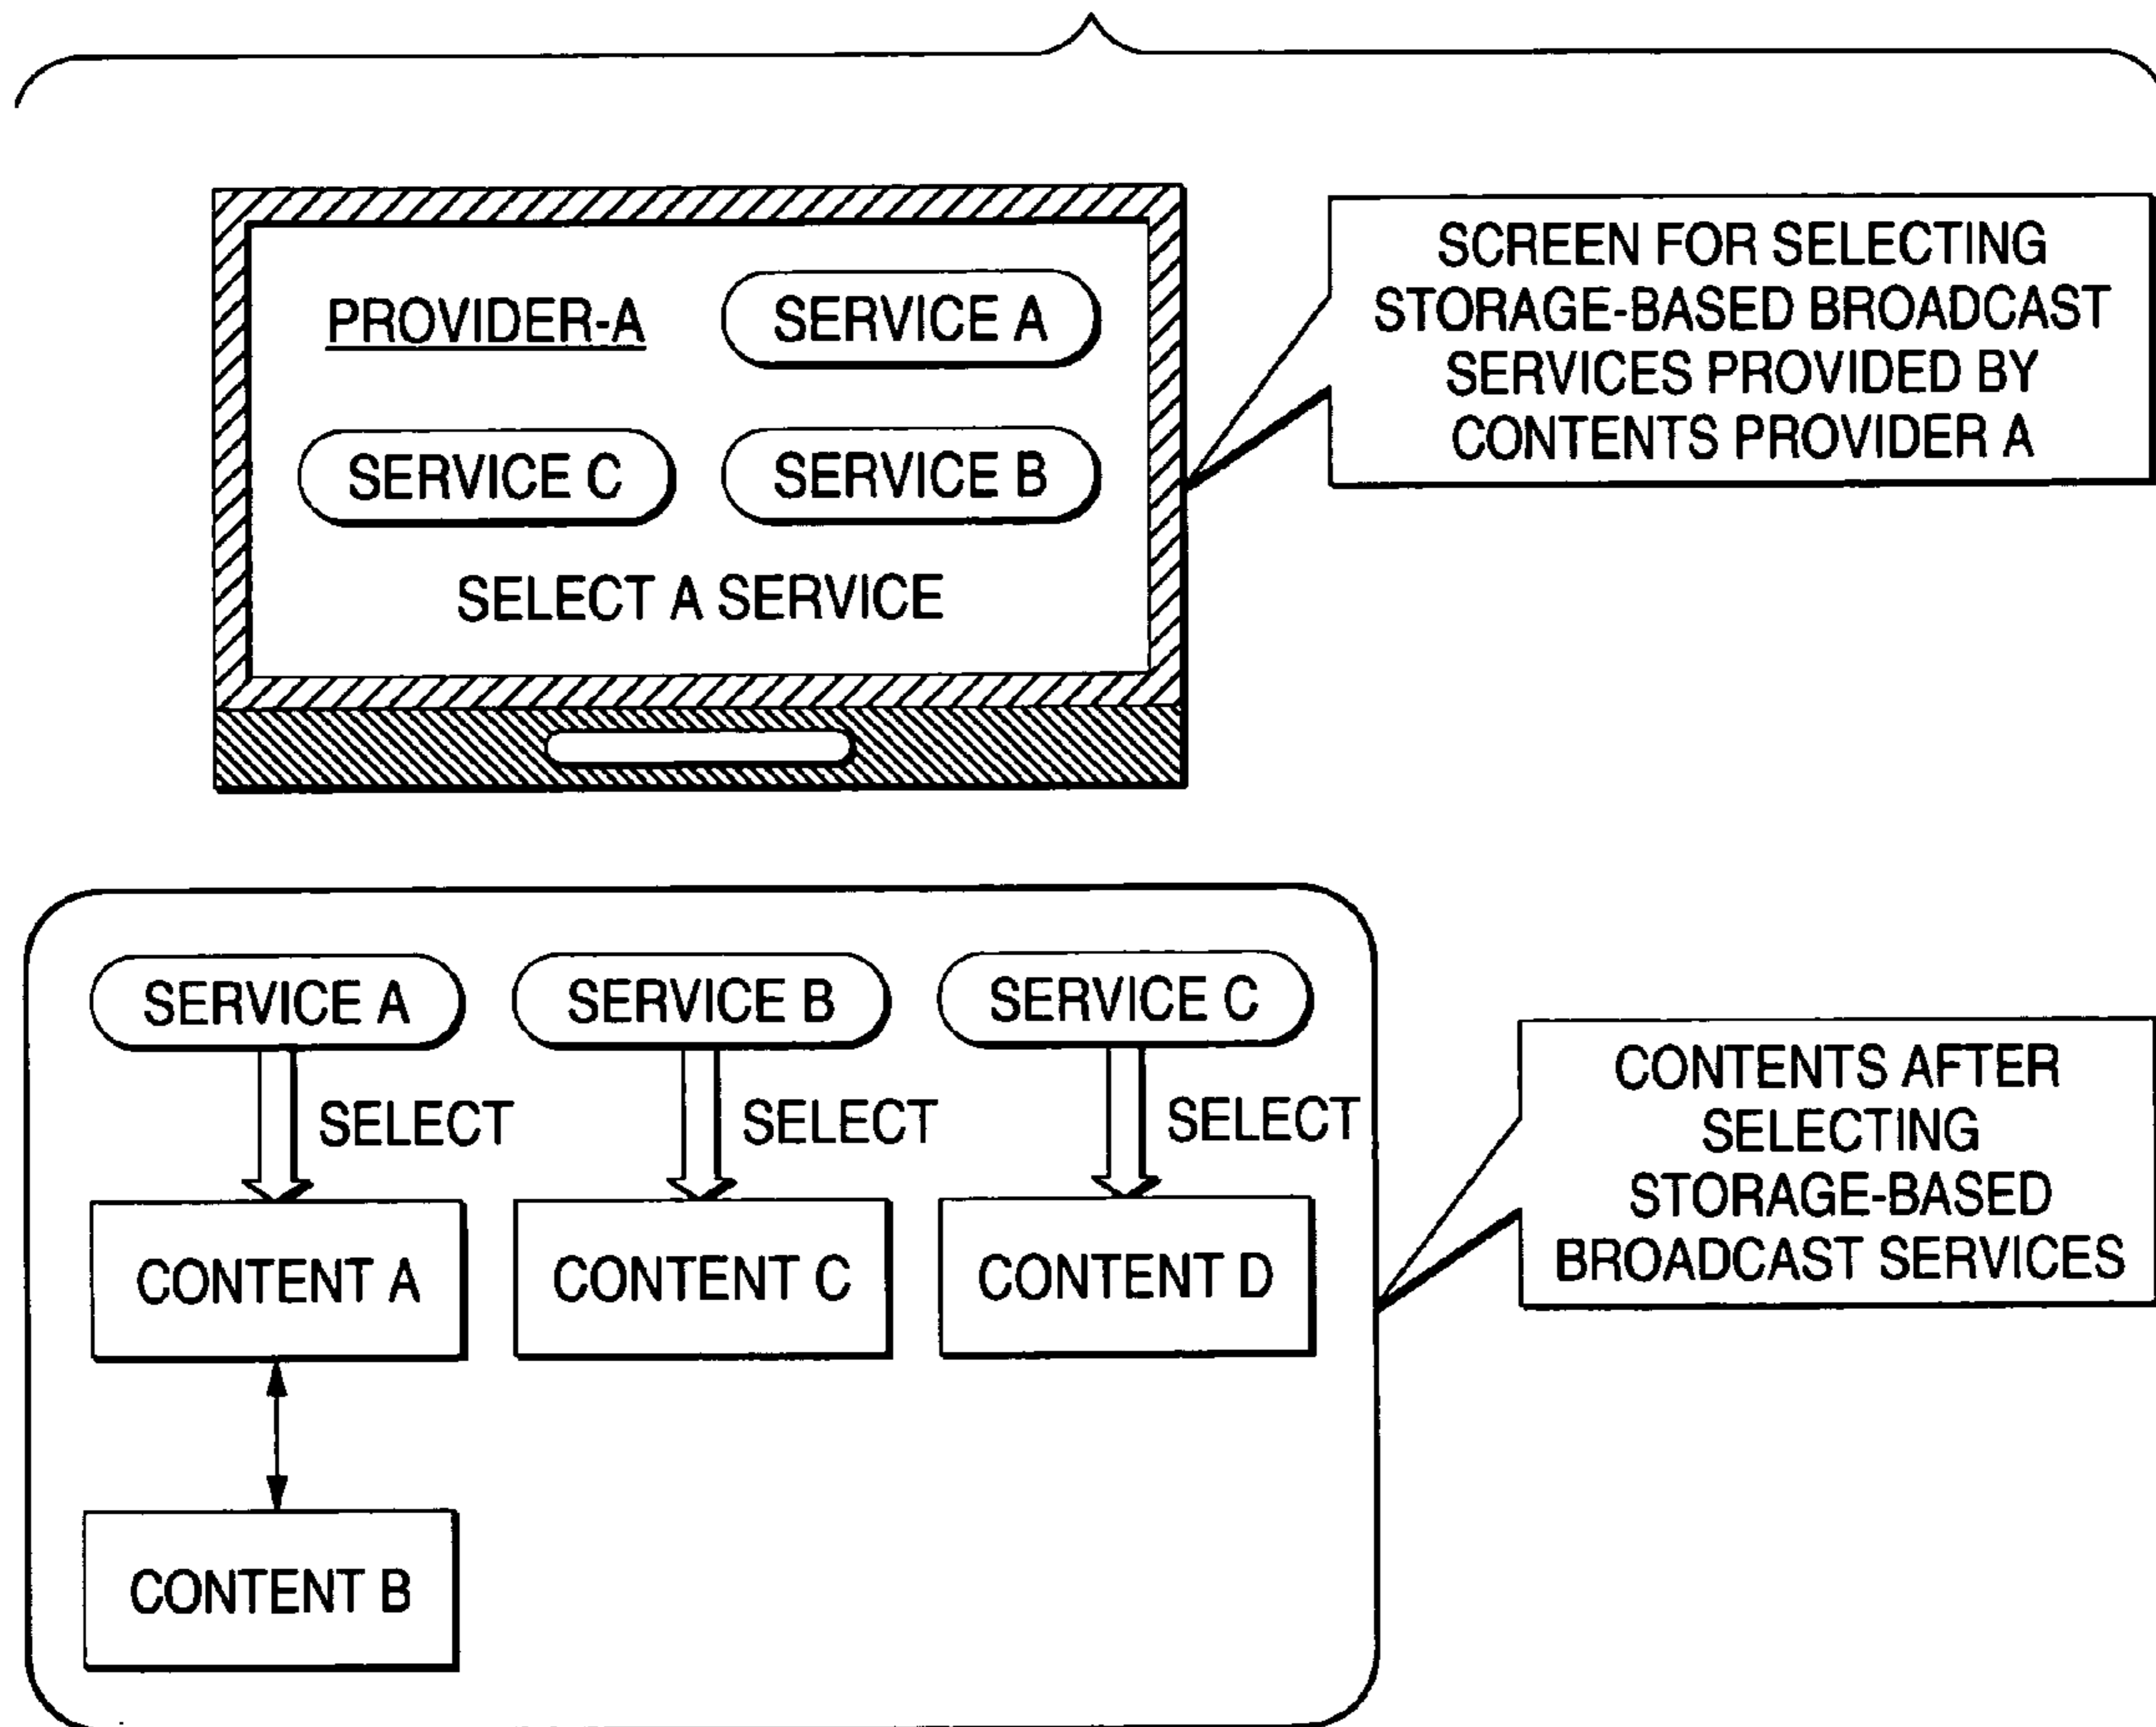 PROVIDER-A
SERVICE A
SERVICE C
SERVICE B
SELECT A SERVICE
SCREEN FOR SELECTING
STORAGE-BASED BROADCAST
SERVICES PROVIDED BY
CONTENTS PROVIDER A
SERVICE A
SERVICE B
SERVICE C
SELECT
SELECT
SELECT
CONTENT A
CONTENT C
CONTENT D
CONTENT B
CONTENTS AFTER
SELECTING
STORAGE-BASED
BROADCAST SERVICES